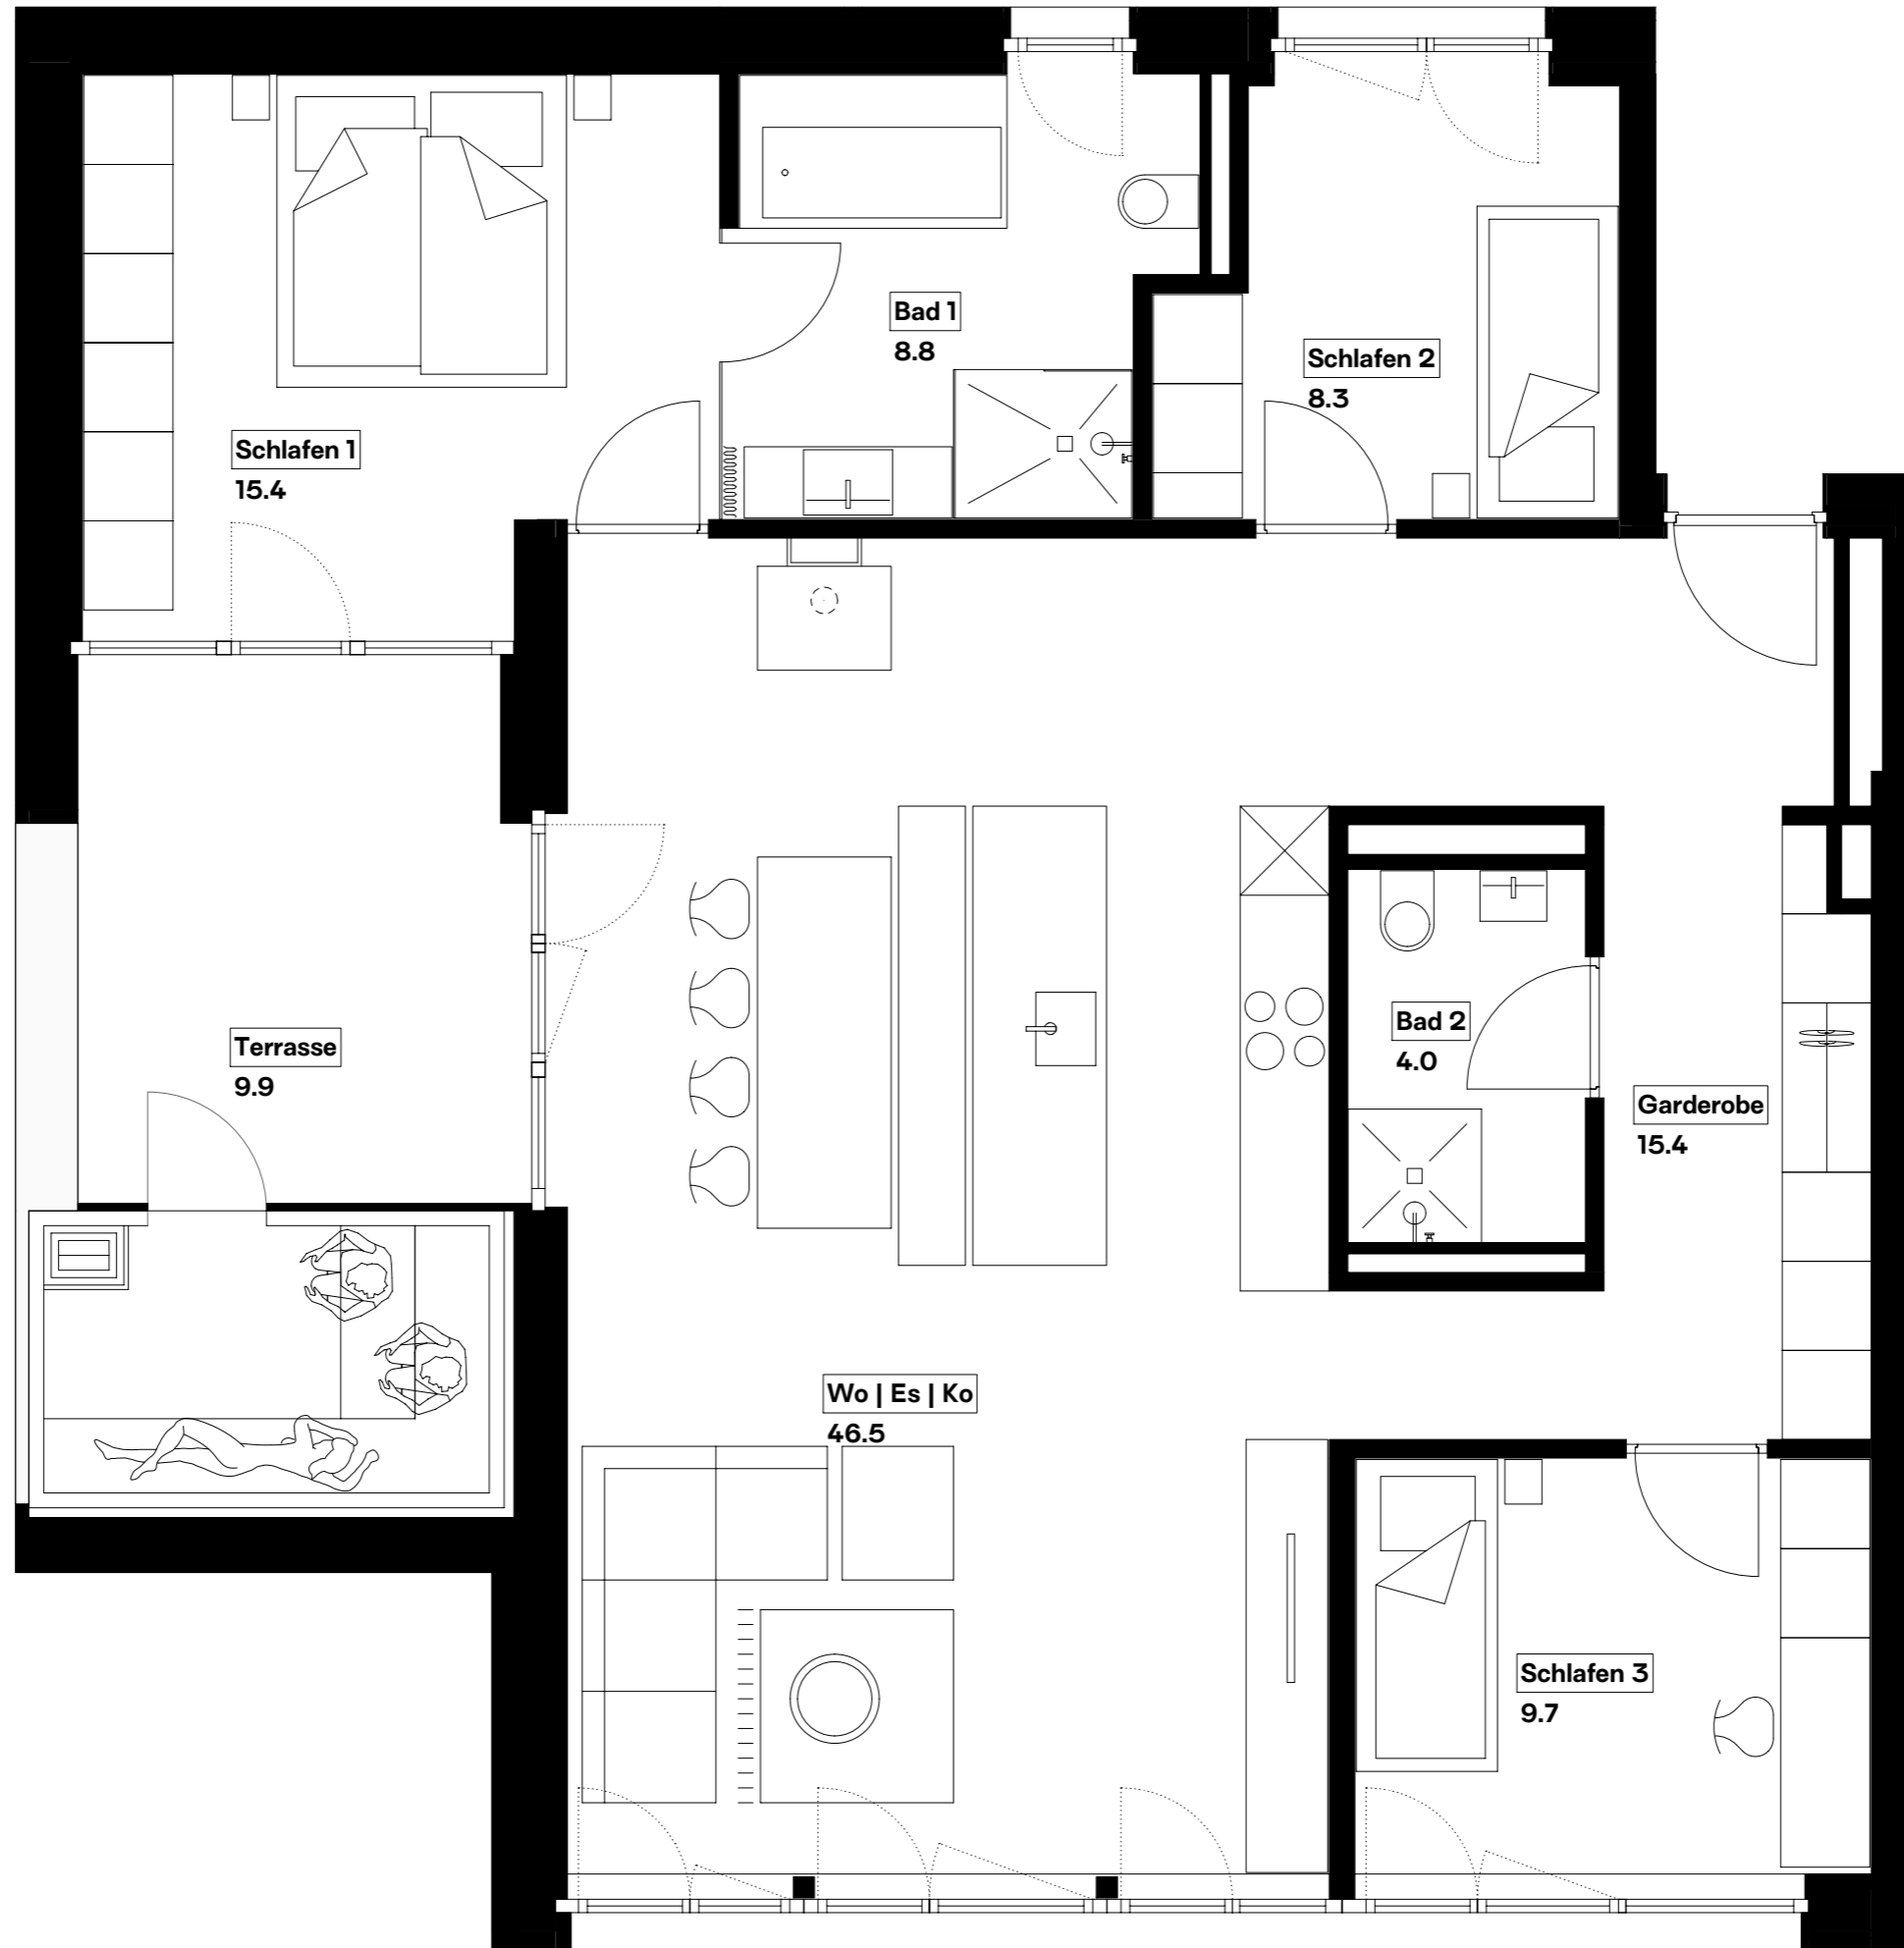 Bad 1
8.8
Schlafen 2
8.3
Schlafen 1
15.4
Bad 2
4.0
Terrasse
9.9
Garderobe
15.4
Wo | Es | Ko
46.5
Schlafen 3
9.7